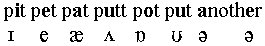 pit pet pat putt pot put another
ɪ e æ ʌ ɒ ʊ ə ə